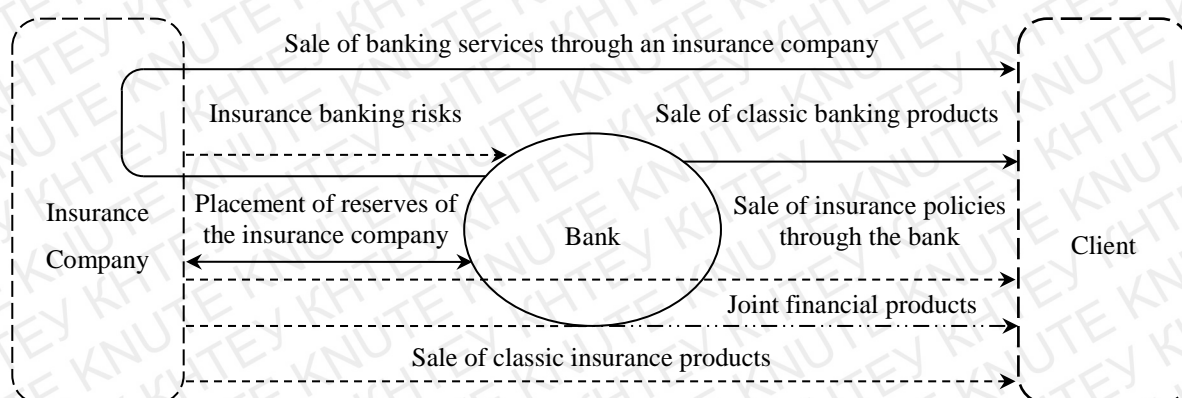 Sale of banking services through an insurance company
Insurance banking risks
Sale of classic banking products
Insurance
Company
Placement of reserves of
the insurance company
Bank
Sale of insurance policies
through the bank
Client
Joint financial products
Sale of classic insurance products
KNUTE КНТЕУ